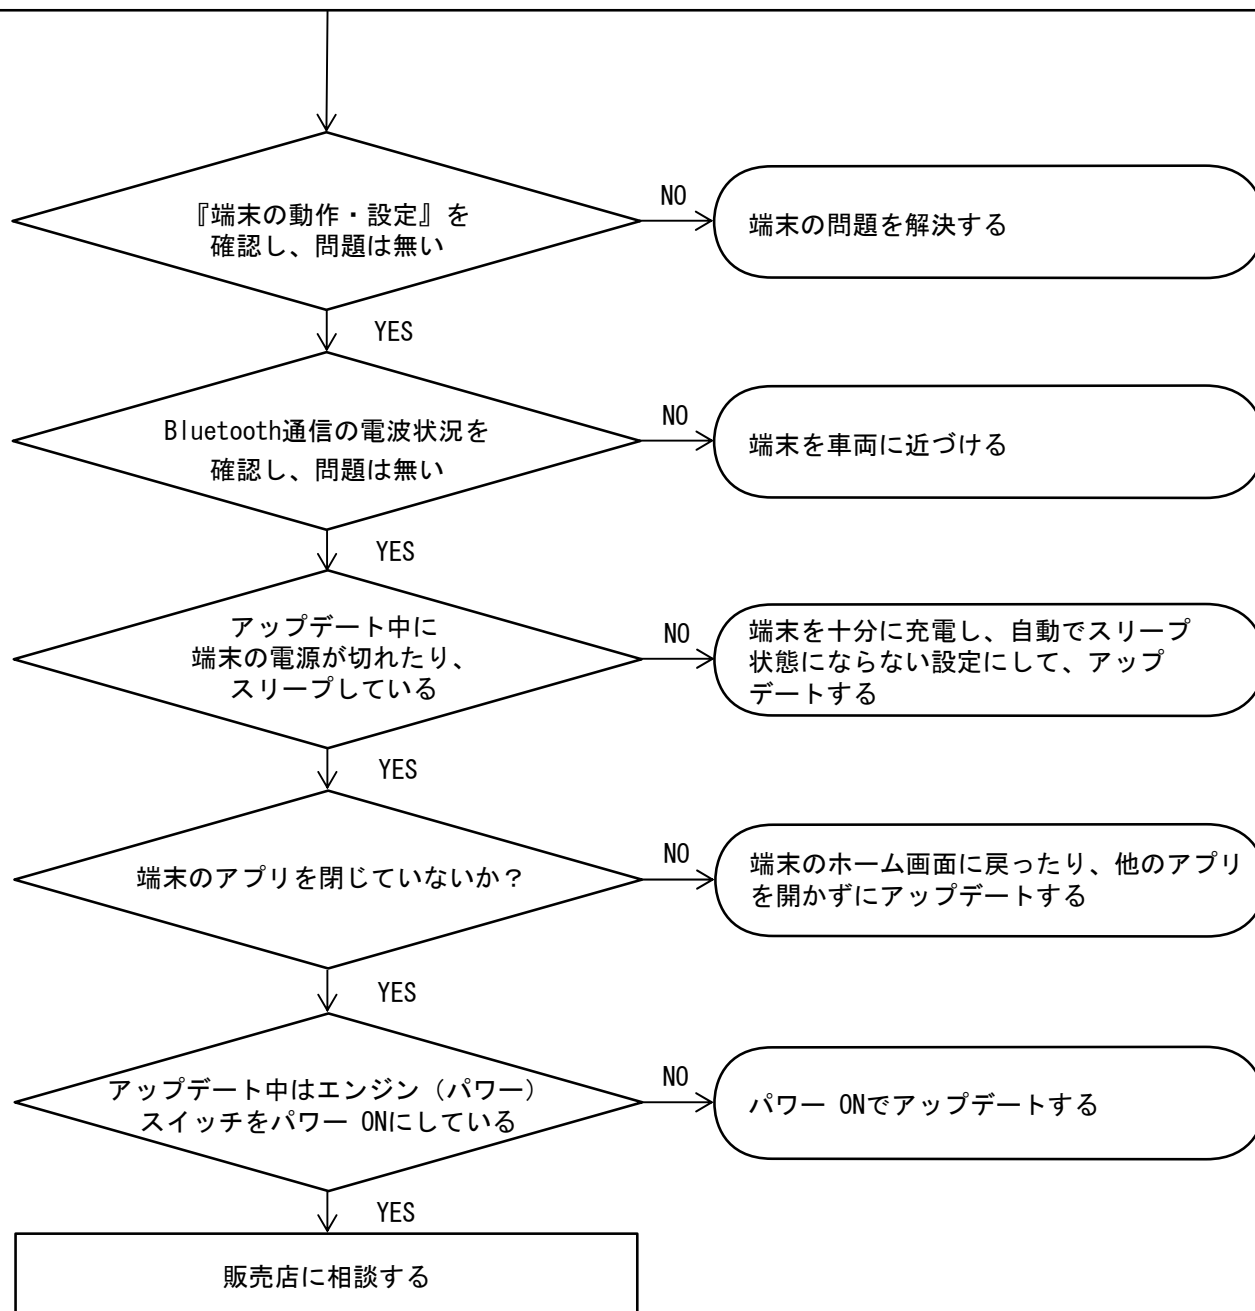 『端末の動作・設定』を
確認し、問題は無い
NO
端末の問題を解決する
YES
Bluetooth通信の電波状況を
確認し、問題は無い
NO
端末を車両に近づける
YES
アップデート中に
端末の電源が切れたり、
スリープしている
NO
端末を十分に充電し、自動でスリープ
状態にならない設定にして、アップ
デートする
YES
端末のアプリを閉じていないか？
NO
端末のホーム画面に戻ったり、他のアプリ
を開かずにアップデートする
YES
アップデート中はエンジン（パワー）
スイッチをパワー ONにしている
NO
パワー ONでアップデートする
YES
販売店に相談する